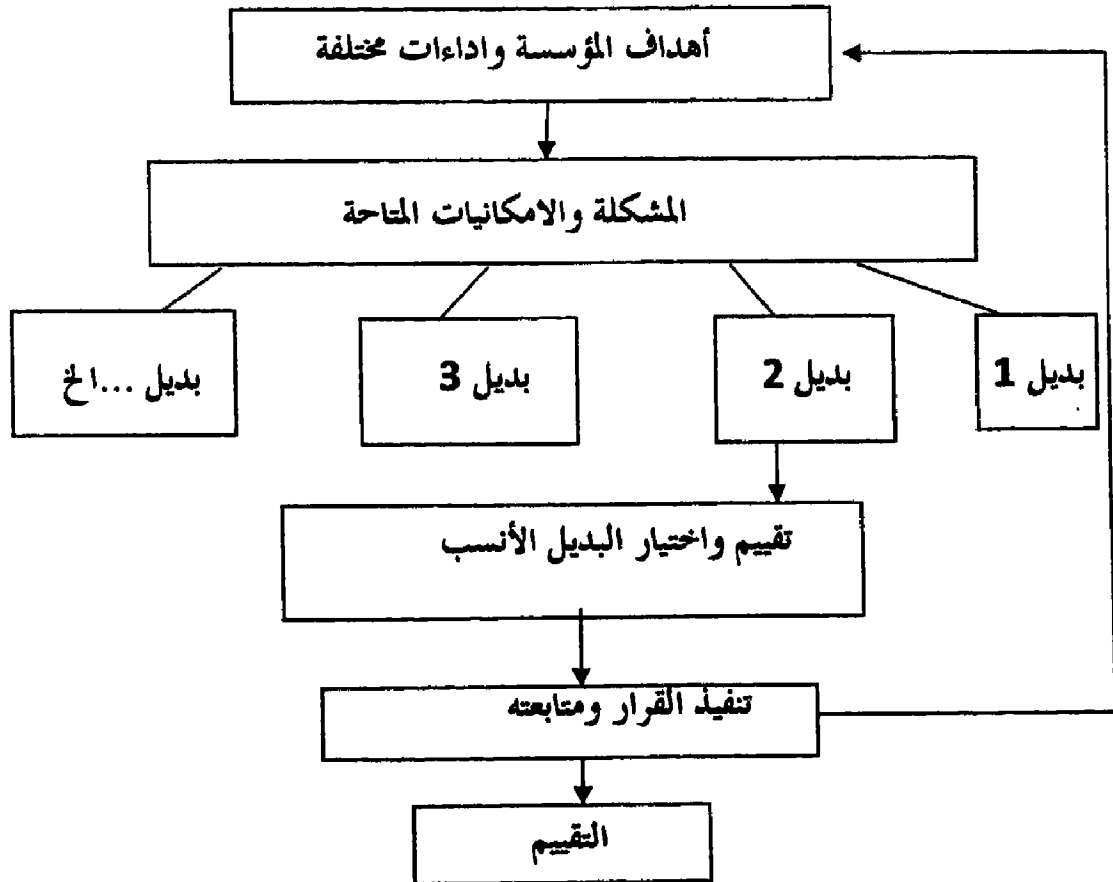 أهداف المؤسسة واداءات مختلفة
المشكلة والامكانيات المتاحة
بديل 1
بديل 2
بديل 3
بديل ...الخ
تقييم واختيار البديل الأنسب
تنفيذ القرار ومتابعته
التقييم